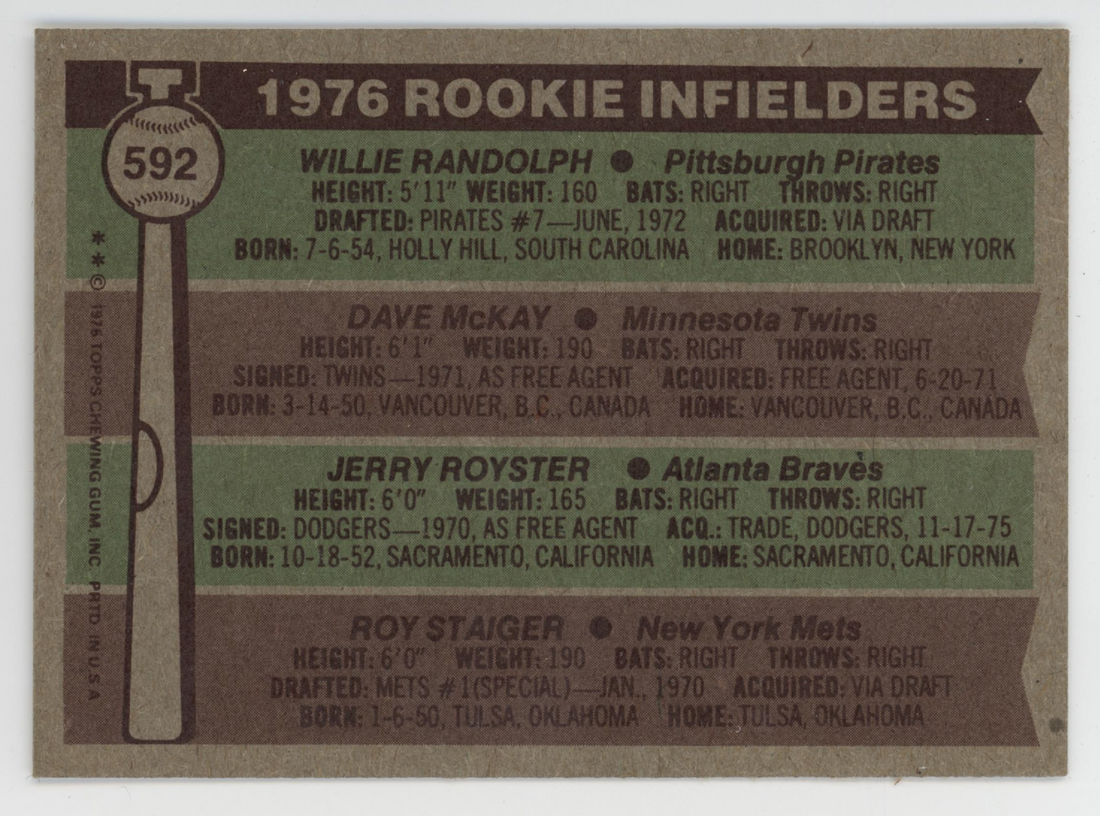 T
1976 ROOKIE INFIELDERS
592
WILLIE RANDOLPH ● Pittsburgh Pirates
HEIGHT: 5'11" WEIGHT: 160 BATS: RIGHT THROWS: RIGHT
DRAFTED: PIRATES #7—JUNE, 1972 ACQUIRED: VIA DRAFT
BORN: 7-6-54, HOLLY HILL, SOUTH CAROLINA HOME: BROOKLYN, NEW YORK
DAVE McKAY ● Minnesota Twins
HEIGHT: 6'1" WEIGHT: 190 BATS: RIGHT THROWS: RIGHT
SIGNED: TWINS—1971, AS FREE AGENT ACQUIRED: FREE AGENT, 6-20-71
BORN: 3-14-50, VANCOUVER, B.C., CANADA HOME: VANCOUVER, B.C., CANADA
JERRY ROYSTER ● Atlanta Braves
HEIGHT: 6'0" WEIGHT: 165 BATS: RIGHT THROWS: RIGHT
SIGNED: DODGERS—1970, AS FREE AGENT ACQ.: TRADE, DODGERS, 11-17-75
BORN: 10-18-52, SACRAMENTO, CALIFORNIA HOME: SACRAMENTO, CALIFORNIA
ROY STAIGER ● New York Mets
HEIGHT: 6'0" WEIGHT: 190 BATS: RIGHT THROWS: RIGHT
DRAFTED: METS #1(SPECIAL)—JAN., 1970 ACQUIRED: VIA DRAFT
BORN: 1-6-50, TULSA, OKLAHOMA HOME: TULSA, OKLAHOMA
**© 1976 TOPPS CHEWING GUM, INC. PRTD. IN U.S.A